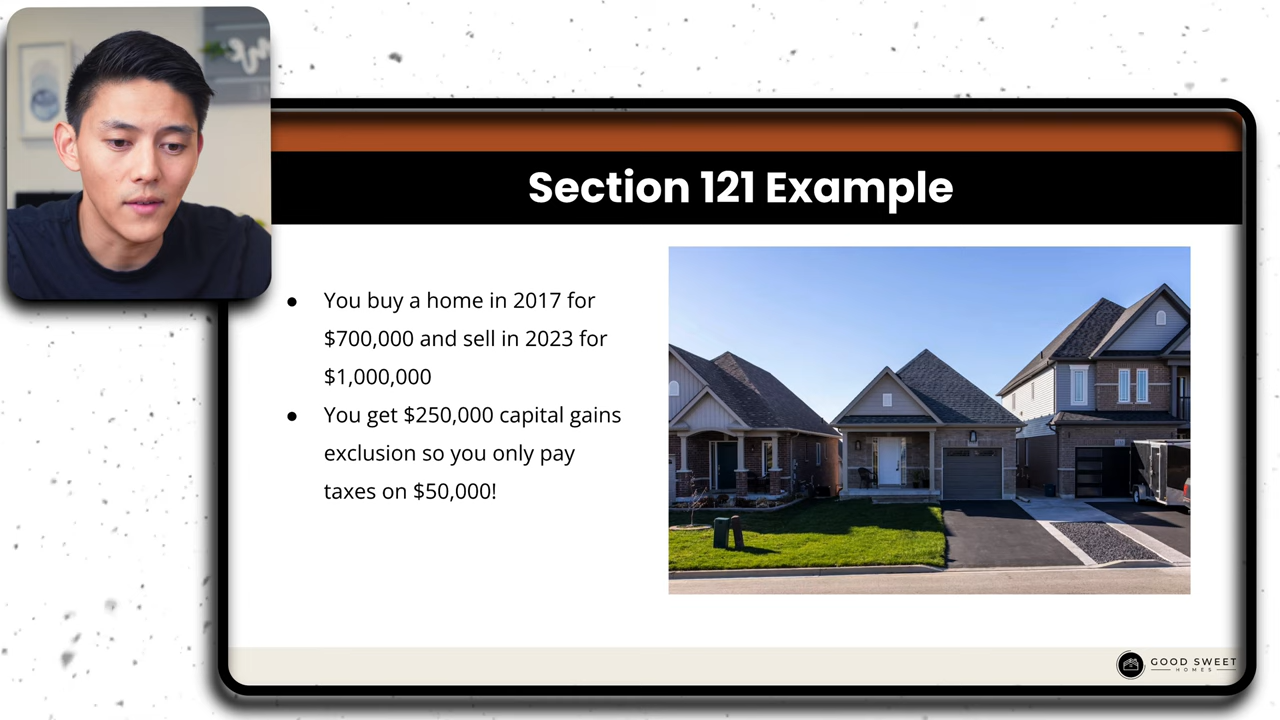 Section 121 Example
● You buy a home in 2017 for
$700,000 and sell in 2023 for
$1,000,000
● You get $250,000 capital gains
exclusion so you only pay
taxes on $50,000!
GOOD SWEET
HOMES